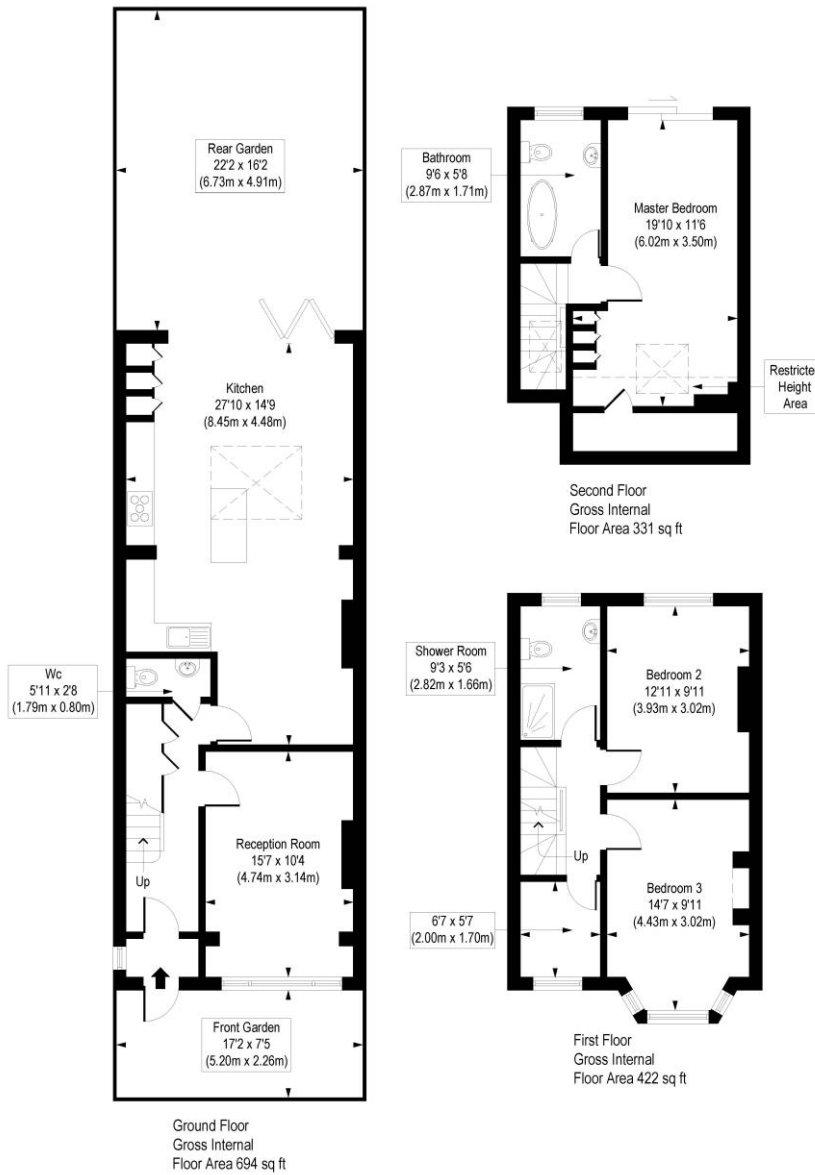 Rear Garden
22'2 x 16'2
(6.73m x 4.91m)
Kitchen
27'10 x 14'9
(8.45m x 4.48m)
Wc
5'11 x 2'8
(1.79m x 0.80m)
Reception Room
15'7 x 10'4
(4.74m x 3.14m)
Up
Front Garden
17'2 x 7'5
(5.20m x 2.26m)
Ground Floor
Gross Internal
Floor Area 694 sq ft
Bathroom
9'6 x 5'8
(2.87m x 1.71m)
Master Bedroom
19'10 x 11'6
(6.02m x 3.50m)
Restricte
Height
Area
Second Floor
Gross Internal
Floor Area 331 sq ft
Shower Room
9'3 x 5'6
(2.82m x 1.66m)
Bedroom 2
12'11 x 9'11
(3.93m x 3.02m)
Up
Bedroom 3
14'7 x 9'11
(4.43m x 3.02m)
6'7 x 5'7
(2.00m x 1.70m)
First Floor
Gross Internal
Floor Area 422 sq ft